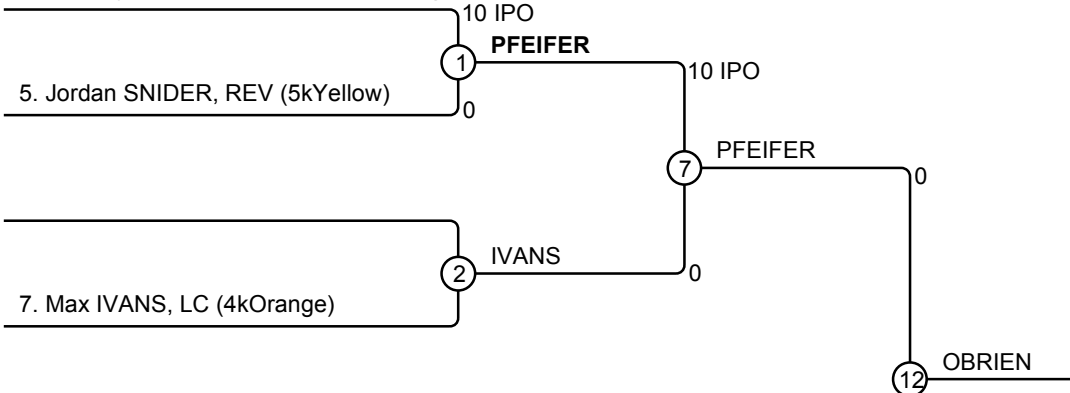 10 IPO
PFEIFER
1
5. Jordan SNIDER, REV (5kYellow)
0
10 IPO
PFEIFER
7
0
IVANS
2
0
7. Max IVANS, LC (4kOrange)
OBRIEN
12